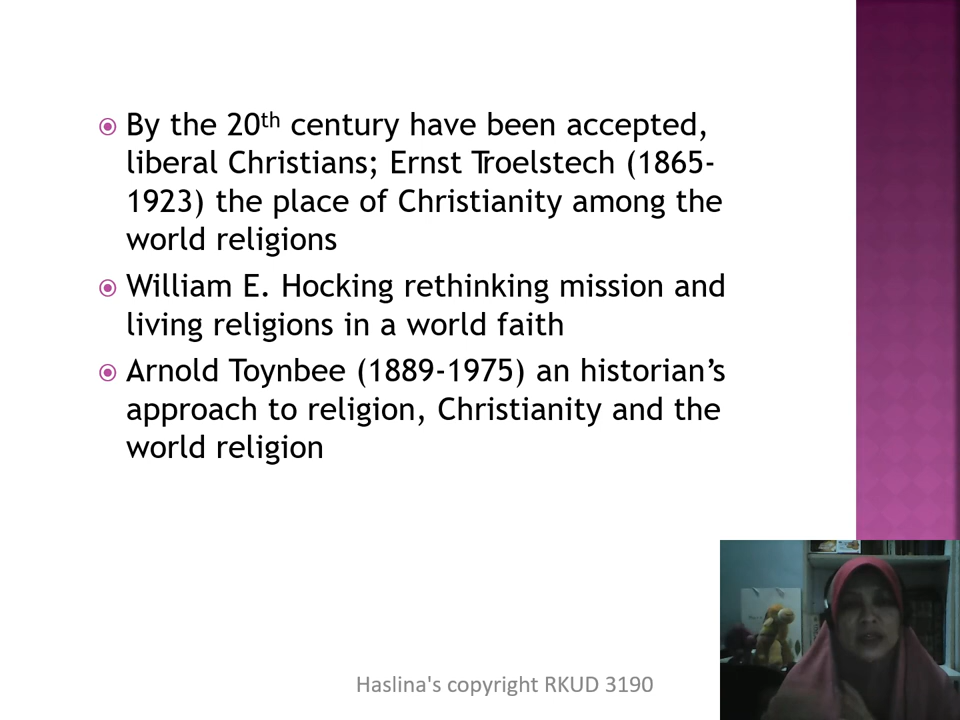 By the 20th century have been accepted,
liberal Christians; Ernst Troelstech (1865-
1923) the place of Christianity among the
world religions
William E. Hocking rethinking mission and
living religions in a world faith
Arnold Toynbee (1889-1975) an historian’s
approach to religion, Christianity and the
world religion
Haslina's copyright RKUD 3190